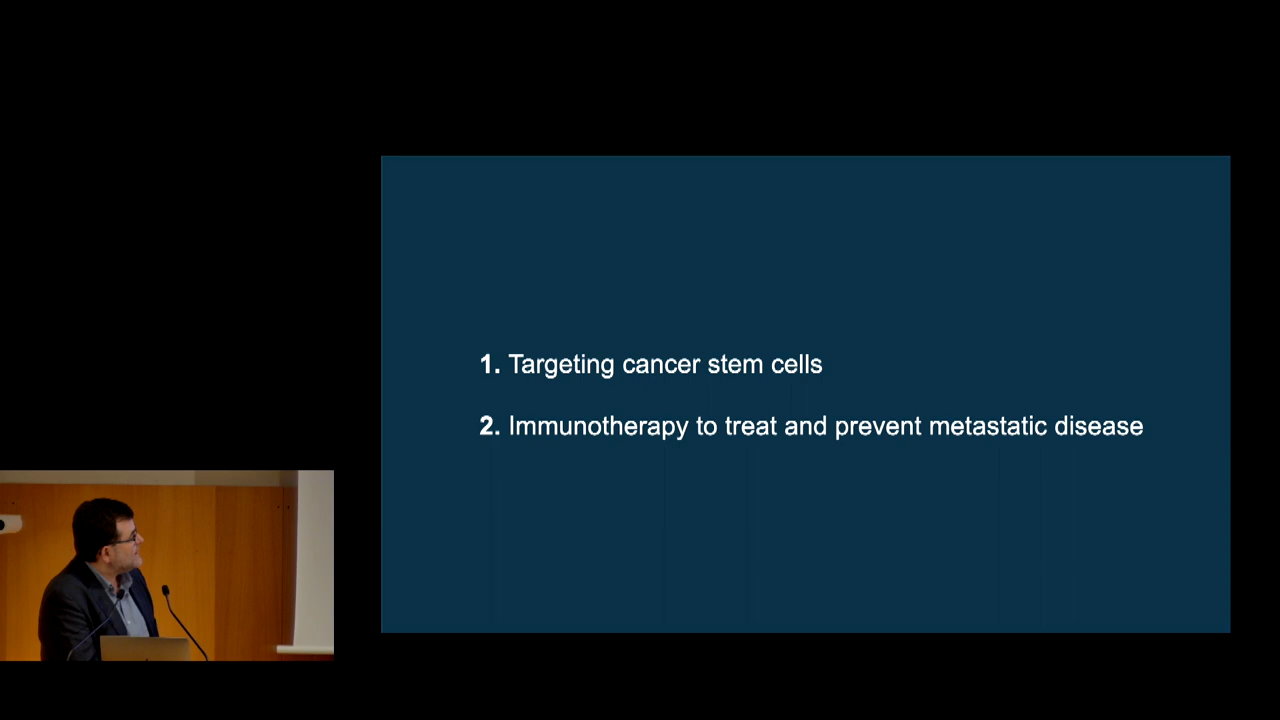 1. Targeting cancer stem cells
2. Immunotherapy to treat and prevent metastatic disease